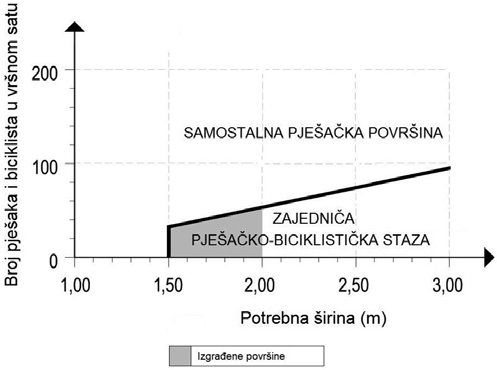 Broj pješaka i biciklista u vršnom satu
200
100
0
SAMOSTALNA PJEŠAČKA POVRŠINA
ZAJEDNIČA
PJEŠAČKO-BICIKLISTIČKA STAZA
1,00 1,50 2,00 2,50 3,00
Potrebna širina (m)
Izgrađene površine